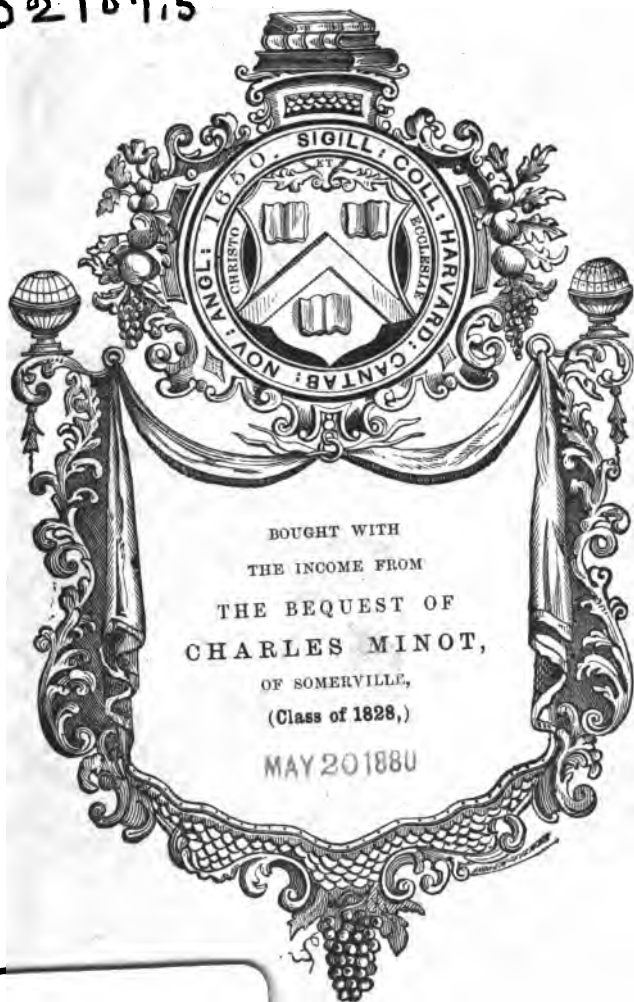 SIGILL: COLL: HARVARD: CANTAB: NOV: ANGL: 1650.
ET
CHRISTO
ECCLESIAE
BOUGHT WITH
THE INCOME FROM
THE BEQUEST OF
CHARLES MINOT,
OF SOMERVILLE,
(Class of 1828,)
MAY 20 1880